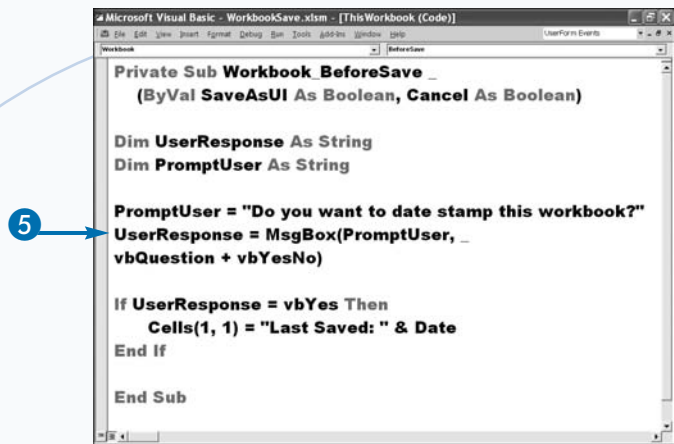 Microsoft Visual Basic - WorkbookSave.xlsm - [ThisWorkbook (Code)]
File Edit View Insert Format Debug Run Tools Add-Ins Window Help UserForm Events
Workbook BeforeSave
Private Sub Workbook_BeforeSave _
(ByVal SaveAsUI As Boolean, Cancel As Boolean)
Dim UserResponse As String
Dim PromptUser As String
PromptUser = "Do you want to date stamp this workbook?"
5 UserResponse = MsgBox(PromptUser, _
vbQuestion + vbYesNo)
If UserResponse = vbYes Then
Cells(1, 1) = "Last Saved: " & Date
End If
End Sub